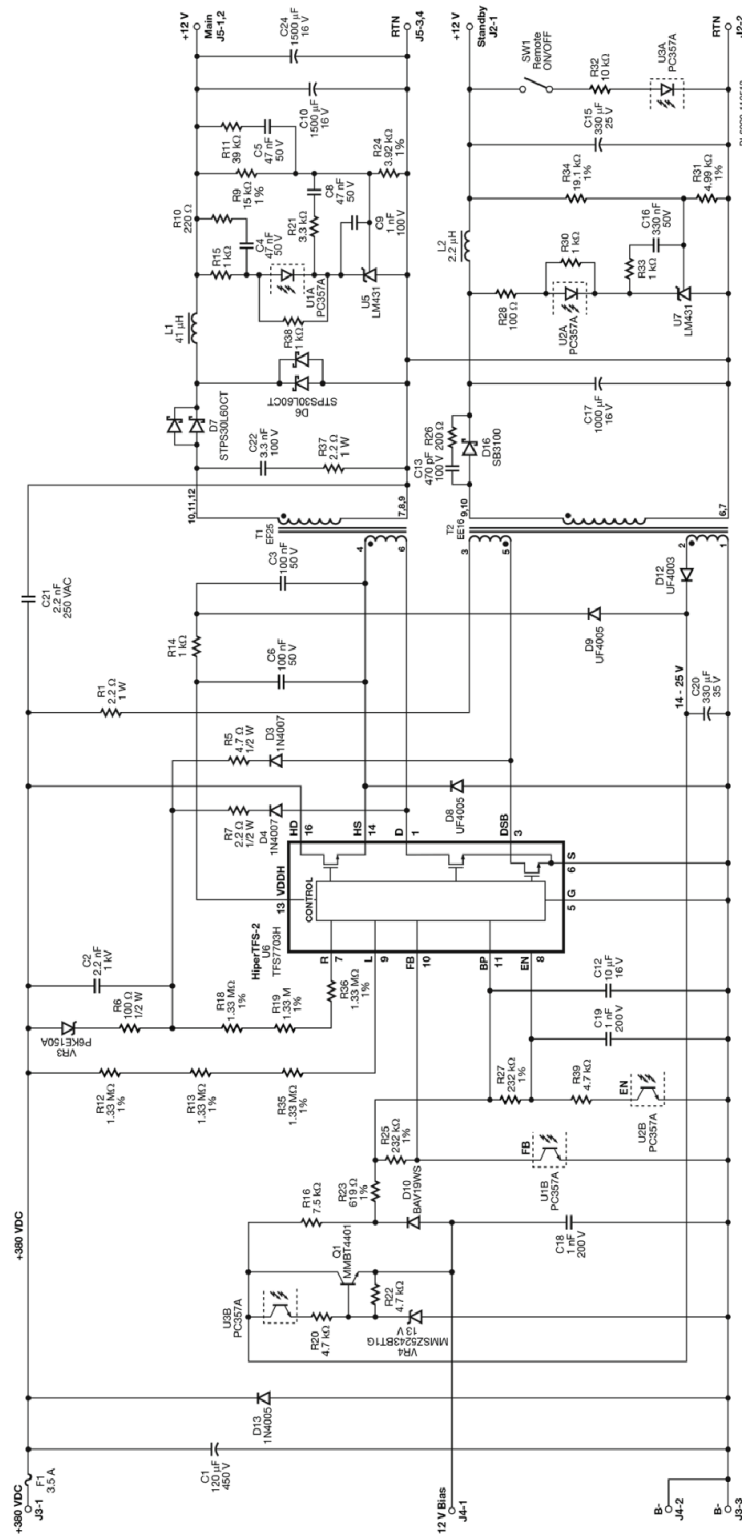 +380 VDC
J3-1
F1
3.5 A
C1
120 µF
450 V
D13
1N4005
+380 VDC
12 V Bias
J4-1
B-
J4-2
B-
J3-3
U3B
PC357A
R20
4.7 kΩ
Q1
MMBT4401
R22
4.7 kΩ
VR4
MMSZ5243BT1G
13 V
R16
7.5 kΩ
R23
619 Ω
1%
D10
BAV19WS
C18
1 nF
200 V
R25
232 kΩ
1%
FB
U1B
PC357A
R27
232 kΩ
1%
R39
4.7 kΩ
EN
U2B
PC357A
C19
1 nF
200 V
C12
10 µF
16 V
R12
1.33 MΩ
1%
R13
1.33 MΩ
1%
R35
1.33 MΩ
1%
VR3
P6KE150A
R6
100 Ω
1/2 W
C2
2.2 nF
1 kV
R18
1.33 MΩ
1%
R19
1.33 M
1%
R36
1.33 MΩ
1%
HiperTFS-2
U6
TFS7703H
CONTROL
R
7
L
9
FB
10
BP
11
EN
8
13 VDDH
HD
16
HS
14
D
1
DSB
3
G
5
S
6
R7
2.2 Ω
1/2 W
D4
1N4007
R5
4.7 Ω
1/2 W
D3
1N4007
D8
UF4005
R1
2.2 Ω
1 W
R14
1 kΩ
C6
100 nF
50 V
C3
100 nF
50 V
D9
UF4005
14 - 25 V
C20
330 µF
35 V
D12
UF4003
C21
2.2 nF
250 VAC
T1
EF25
4
6
10,11,12
7,8,9
T2
EE16
3
5
2
1
9,10
6,7
C22
3.3 nF
100 V
R37
2.2 Ω
1 W
D7
STPS30L60CT
D6
STPS30L60CT
L1
41 µH
R38
1 kΩ
R15
1 kΩ
C4
47 nF
50 V
R10
220 Ω
U1A
PC357A
R21
3.3 kΩ
C8
47 nF
50 V
C9
1 nF
100 V
U5
LM431
R9
15 kΩ
1%
R11
39 kΩ
C5
47 nF
50 V
R24
3.92 kΩ
1%
C10
1500 µF
16 V
C24
1500 µF
16 V
+12 V
Main
J5-1,2
RTN
J5-3,4
C13
470 pF
100 V
R26
200 Ω
D16
SB3100
C17
1000 µF
16 V
L2
2.2 µH
R28
100 Ω
U2A
PC357A
R30
1 kΩ
R33
1 kΩ
C16
330 nF
50V
U7
LM431
R34
19.1 kΩ
1%
R31
4.99 kΩ
1%
C15
330 µF
25 V
SW1
Remote
ON/OFF
R32
10 kΩ
U3A
PC357A
+12 V
Standby
J2-1
RTN